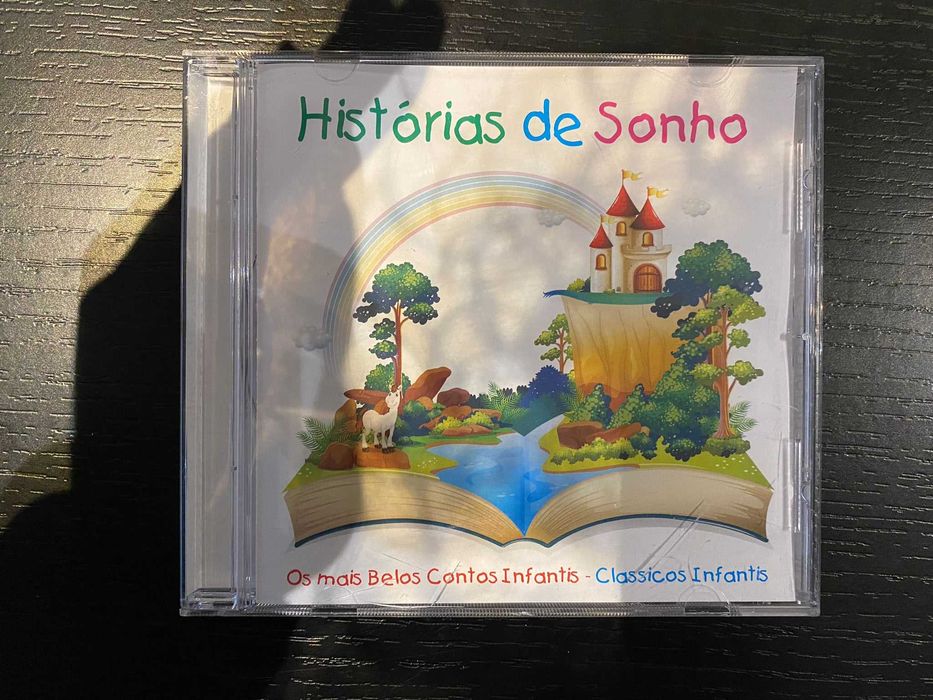 Histórias de Sonho
Os mais Belos Contos Infantis - Classicos Infantis